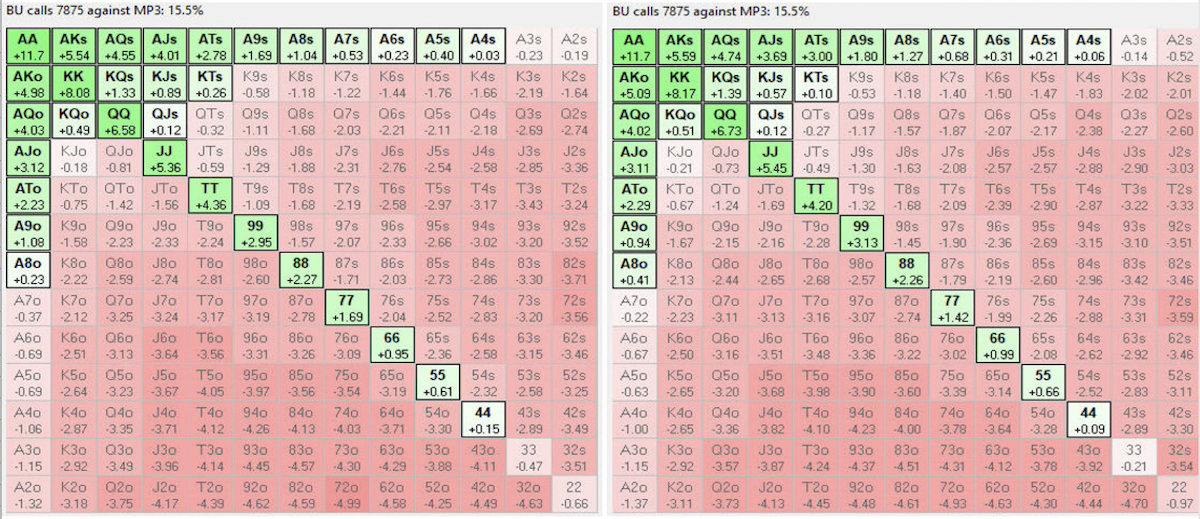 BU calls 7875 against MP3: 15.5%
AA AKs AQs AJs ATs A9s A8s A7s A6s A5s A4s A3s A2s
+11.7 +5.54 +4.55 +4.01 +2.78 +1.69 +1.04 +0.53 +0.23 +0.40 +0.03 -0.23 -0.19
AKo KK KQs KJs KTs K9s K8s K7s K6s K5s K4s K3s K2s
+4.98 +8.08 +1.33 +0.89 +0.26 -0.58 -1.18 -1.22 -1.44 -1.76 -1.66 -2.19 -1.64
AQo KQo QQ QJs QTs Q9s Q8s Q7s Q6s Q5s Q4s Q3s Q2s
+4.03 +0.49 +6.58 +0.12 -0.32 -1.11 -1.68 -2.03 -2.21 -2.11 -2.18 -2.69 -2.74
AJo KJo QJo JJ JTs J9s J8s J7s J6s J5s J4s J3s J2s
+3.12 -0.18 -0.81 +5.36 -0.59 -1.29 -1.88 -2.31 -2.76 -2.54 -2.58 -2.85 -3.36
ATo KTo QTo JTo TT T9s T8s T7s T6s T5s T4s T3s T2s
+2.23 -0.75 -1.42 -1.56 +4.36 -1.09 -1.68 -2.19 -2.58 -2.97 -3.17 -3.43 -3.24
A9o K9o Q9o J9o T9o 99 98s 97s 96s 95s 94s 93s 92s
+1.08 -1.58 -2.23 -2.33 -2.24 +2.95 -1.57 -2.07 -2.33 -2.66 -3.02 -3.20 -3.52
A8o K8o Q8o J8o T8o 98o 88 87s 86s 85s 84s 83s 82s
+0.23 -2.22 -2.59 -2.74 -2.81 -2.60 +2.27 -1.71 -2.03 -2.73 -2.86 -3.30 -3.71
A7o K7o Q7o J7o T7o 97o 87o 77 76s 75s 74s 73s 72s
-0.37 -2.12 -3.25 -3.24 -3.17 -3.19 -2.78 +1.69 -2.04 -2.52 -2.83 -3.20 -3.56
A6o K6o Q6o J6o T6o 96o 86o 76o 66 65s 64s 63s 62s
-0.69 -2.51 -3.13 -3.64 -3.56 -3.31 -3.26 -3.09 +0.95 -2.36 -2.58 -3.15 -3.46
A5o K5o Q5o J5o T5o 95o 85o 75o 65o 55 54s 53s 52s
-0.69 -2.64 -3.23 -3.67 -4.05 -3.97 -3.56 -3.54 -3.19 +0.61 -2.32 -2.58 -3.25
A4o K4o Q4o J4o T4o 94o 84o 74o 64o 54o 44 43s 42s
-1.06 -2.87 -3.35 -3.71 -4.12 -4.26 -4.13 -4.03 -3.71 -3.30 +0.15 -2.89 -3.49
A3o K3o Q3o J3o T3o 93o 83o 73o 63o 53o 43o 33 32s
-1.15 -2.92 -3.49 -3.96 -4.14 -4.45 -4.57 -4.30 -4.29 -3.88 -4.11 -0.47 -3.51
A2o K2o Q2o J2o T2o 92o 82o 72o 62o 52o 42o 32o 22
-1.32 -3.18 -3.75 -4.17 -4.39 -4.62 -4.59 -4.99 -4.58 -4.25 -4.49 -4.63 -0.66
BU calls 7875 against MP3: 15.5%
AA AKs AQs AJs ATs A9s A8s A7s A6s A5s A4s A3s A2s
+11.7 +5.59 +4.74 +3.69 +3.00 +1.80 +1.27 +0.68 +0.31 +0.21 +0.06 -0.14 -0.52
AKo KK KQs KJs KTs K9s K8s K7s K6s K5s K4s K3s K2s
+5.09 +8.17 +1.39 +0.57 +0.10 -0.53 -1.18 -1.40 -1.50 -1.47 -1.83 -2.02 -2.01
AQo KQo QQ QJs QTs Q9s Q8s Q7s Q6s Q5s Q4s Q3s Q2s
+4.02 +0.51 +6.73 +0.12 -0.27 -1.17 -1.57 -1.87 -2.07 -2.17 -2.38 -2.27 -2.60
AJo KJo QJo JJ JTs J9s J8s J7s J6s J5s J4s J3s J2s
+3.11 -0.21 -0.73 +5.45 -0.49 -1.30 -1.63 -2.08 -2.57 -2.57 -2.88 -2.90 -3.03
ATo KTo QTo JTo TT T9s T8s T7s T6s T5s T4s T3s T2s
+2.29 -0.67 -1.24 -1.69 +4.20 -1.32 -1.68 -2.09 -2.39 -2.90 -2.87 -3.22 -3.33
A9o K9o Q9o J9o T9o 99 98s 97s 96s 95s 94s 93s 92s
+0.94 -1.67 -2.15 -2.16 -2.28 +3.13 -1.45 -1.90 -2.36 -2.69 -3.15 -3.10 -3.51
A8o K8o Q8o J8o T8o 98o 88 87s 86s 85s 84s 83s 82s
+0.41 -2.13 -2.44 -2.65 -2.68 -2.57 +2.26 -1.79 -2.19 -2.60 -2.96 -3.42 -3.46
A7o K7o Q7o J7o T7o 97o 87o 77 76s 75s 74s 73s 72s
-0.22 -2.23 -3.11 -3.13 -3.16 -3.07 -2.74 +1.42 -1.99 -2.26 -2.88 -3.31 -3.59
A6o K6o Q6o J6o T6o 96o 86o 76o 66 65s 64s 63s 62s
-0.67 -2.50 -3.16 -3.51 -3.48 -3.36 -3.22 -3.02 +0.99 -2.08 -2.62 -2.92 -3.46
A5o K5o Q5o J5o T5o 95o 85o 75o 65o 55 54s 53s 52s
-0.63 -2.65 -3.20 -3.68 -3.98 -3.90 -3.60 -3.39 -3.14 +0.66 -2.52 -2.83 -3.11
A4o K4o Q4o J4o T4o 94o 84o 74o 64o 54o 44 43s 42s
-1.00 -2.65 -3.36 -3.82 -4.10 -4.23 -4.00 -3.78 -3.64 -3.28 +0.09 -2.89 -3.30
A3o K3o Q3o J3o T3o 93o 83o 73o 63o 53o 43o 33 32s
-1.15 -2.92 -3.57 -3.87 -4.24 -4.37 -4.51 -4.31 -4.12 -3.78 -3.92 -0.21 -3.54
A2o K2o Q2o J2o T2o 92o 82o 72o 62o 52o 42o 32o 22
-1.37 -3.11 -3.73 -4.13 -4.45 -4.48 -4.61 -4.93 -4.63 -4.30 -4.44 -4.70 -0.97